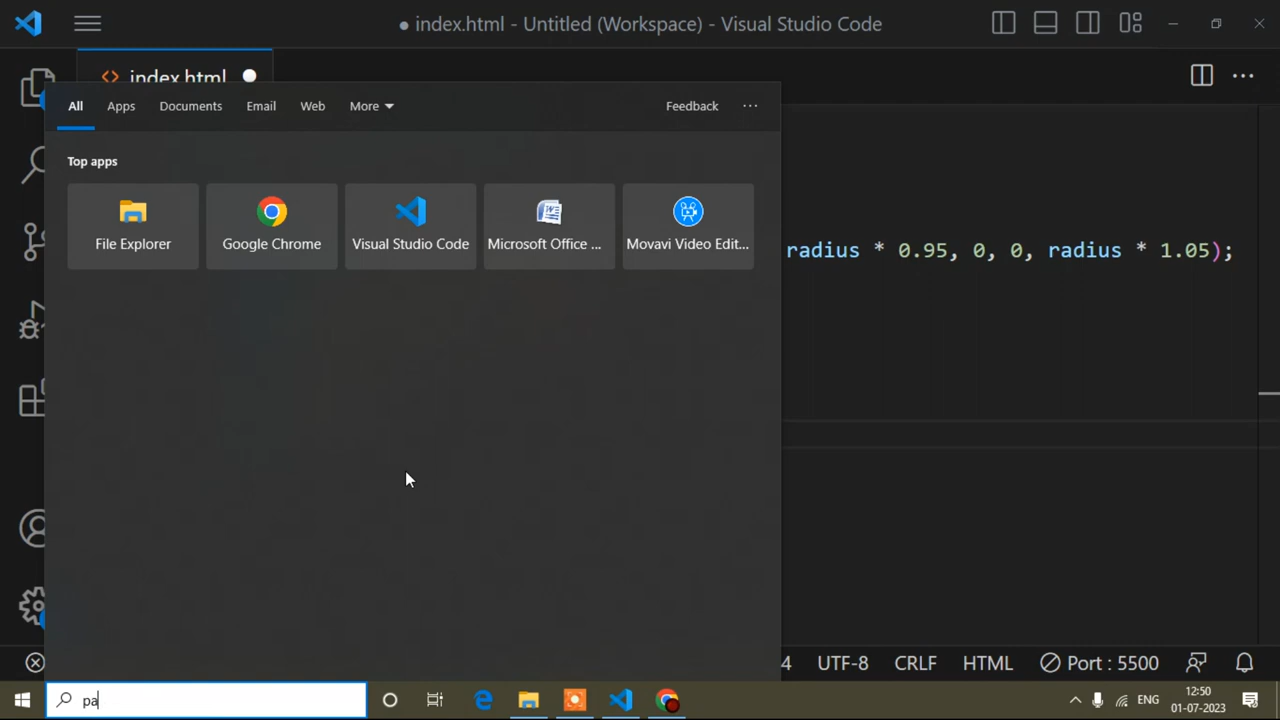 ● index.html - Untitled (Workspace) - Visual Studio Code
<> index.html
All Apps Documents Email Web More Feedback ...
Top apps
File Explorer Google Chrome Visual Studio Code Microsoft Office ... Movavi Video Edit...
radius * 0.95, 0, 0, radius * 1.05);
4 UTF-8 CRLF HTML Port : 5500
pa
ENG
12:50
01-07-2023